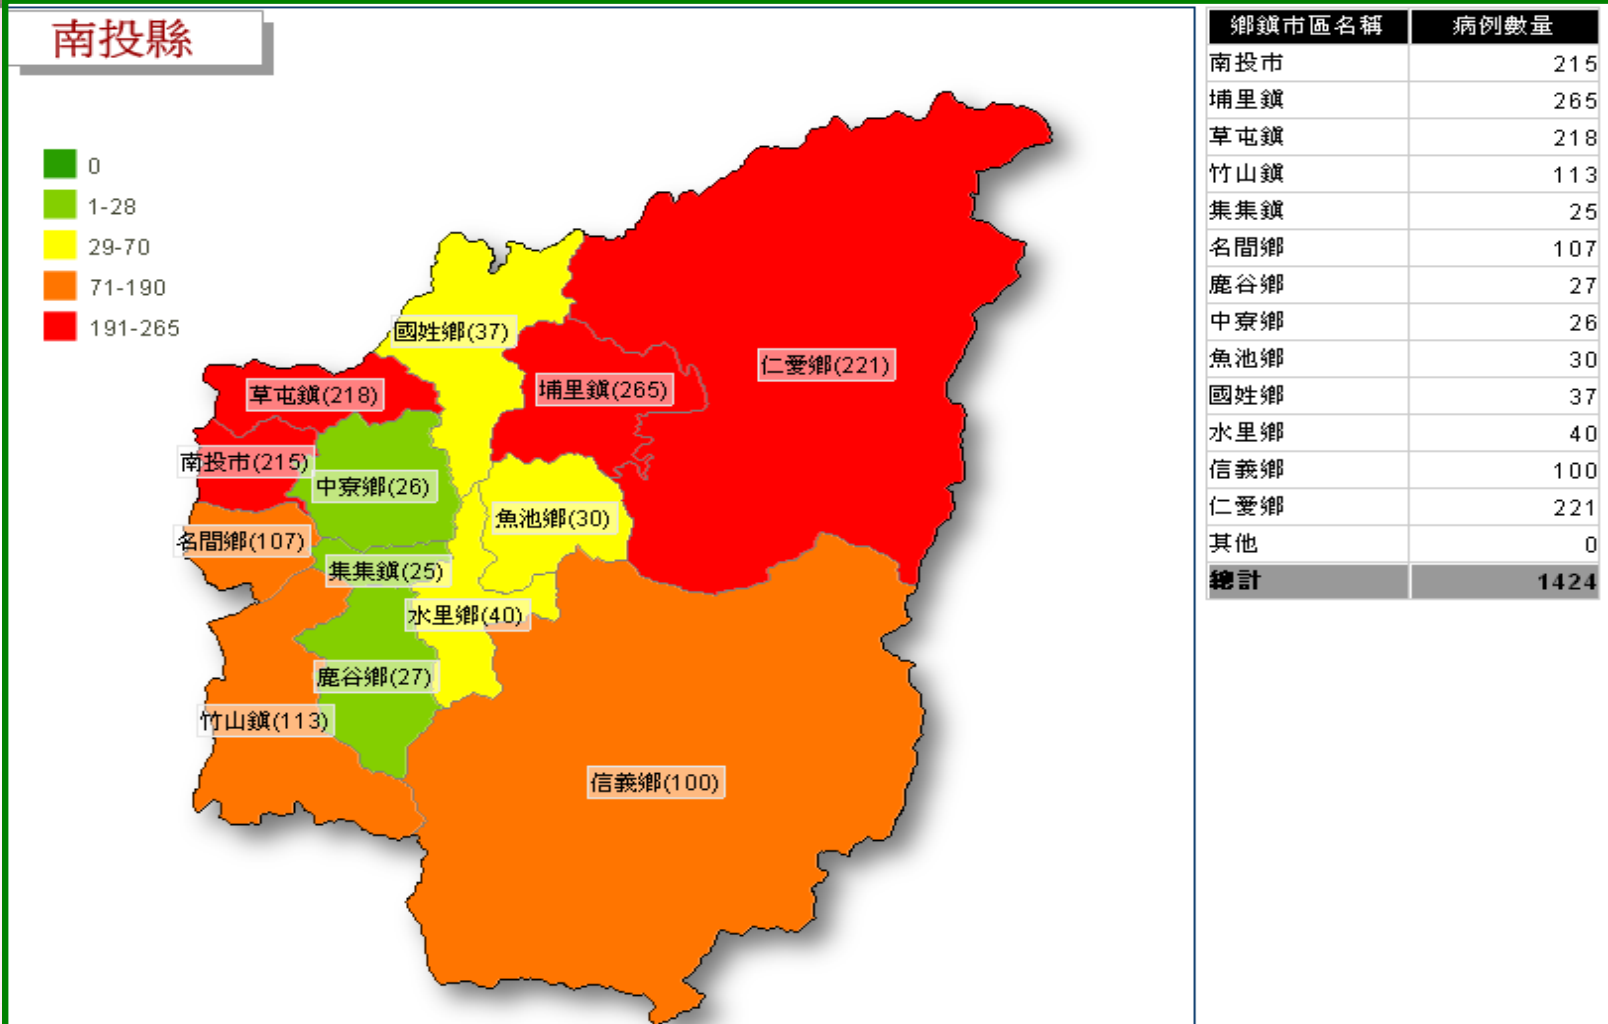 南投縣
0
1-28
29-70
71-190
191-265
國姓鄉(37)
仁愛鄉(221)
草屯鎮(218)
埔里鎮(265)
南投市(215)
中寮鄉(26)
魚池鄉(30)
名間鄉(107)
集集鎮(25)
水里鄉(40)
鹿谷鄉(27)
竹山鎮(113)
信義鄉(100)
鄉鎮市區名稱 病例數量
南投市 215
埔里鎮 265
草屯鎮 218
竹山鎮 113
集集鎮 25
名間鄉 107
鹿谷鄉 27
中寮鄉 26
魚池鄉 30
國姓鄉 37
水里鄉 40
信義鄉 100
仁愛鄉 221
其他 0
總計 1424